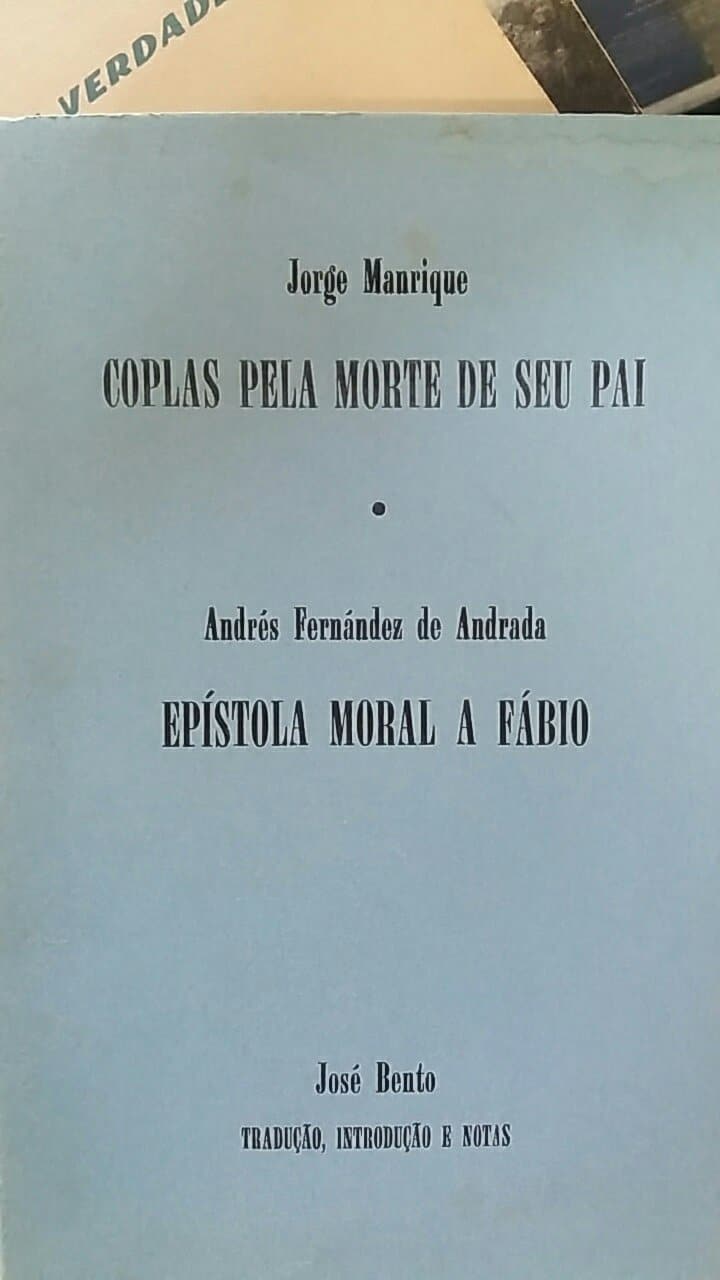 VERDADE
Jorge Manrique
COPLAS PELA MORTE DE SEU PAI
•
Andrés Fernández de Andrada
EPÍSTOLA MORAL A FÁBIO
José Bento
TRADUÇÃO, INTRODUÇÃO E NOTAS